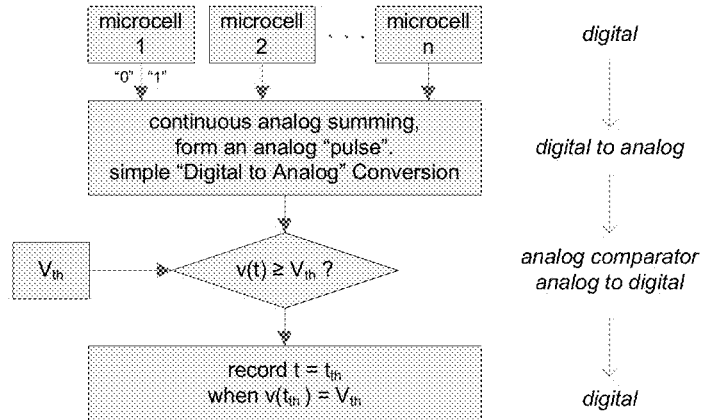 microcell
1
microcell
2
. . .
microcell
n
digital
“0” “1”
continuous analog summing,
form an analog “pulse”.
simple “Digital to Analog” Conversion
digital to analog
Vth
v(t) ≥ Vth ?
analog comparator
analog to digital
record t = tth
when v(tth ) = Vth
digital